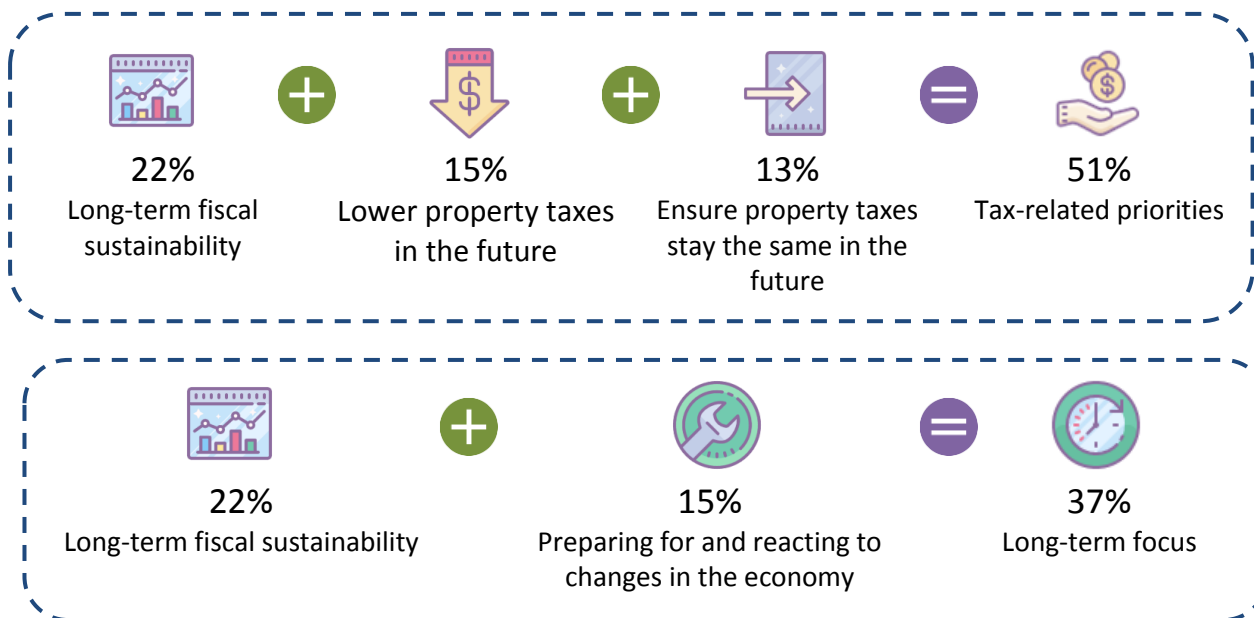 22%
Long-term fiscal
sustainability
15%
Lower property taxes
in the future
13%
Ensure property taxes
stay the same in the
future
51%
Tax-related priorities
22%
Long-term fiscal sustainability
15%
Preparing for and reacting to
changes in the economy
37%
Long-term focus